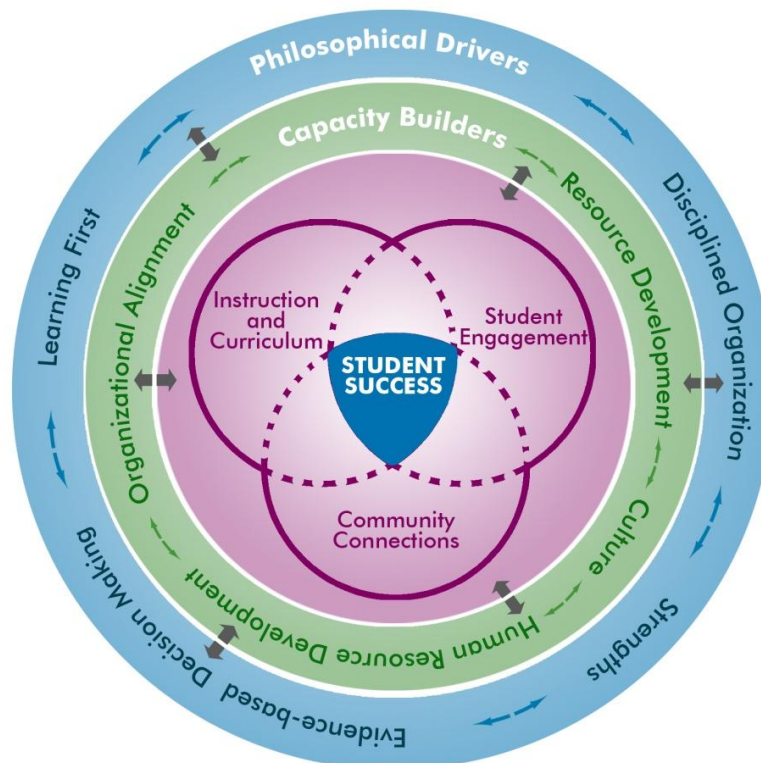 Philosophical Drivers
Disciplined Organization
Strengths
Evidence-based Decision Making
Learning First
Capacity Builders
Resource Development
Culture
Human Resource Development
Organizational Alignment
Instruction
and
Curriculum
Student
Engagement
STUDENT
SUCCESS
Community
Connections